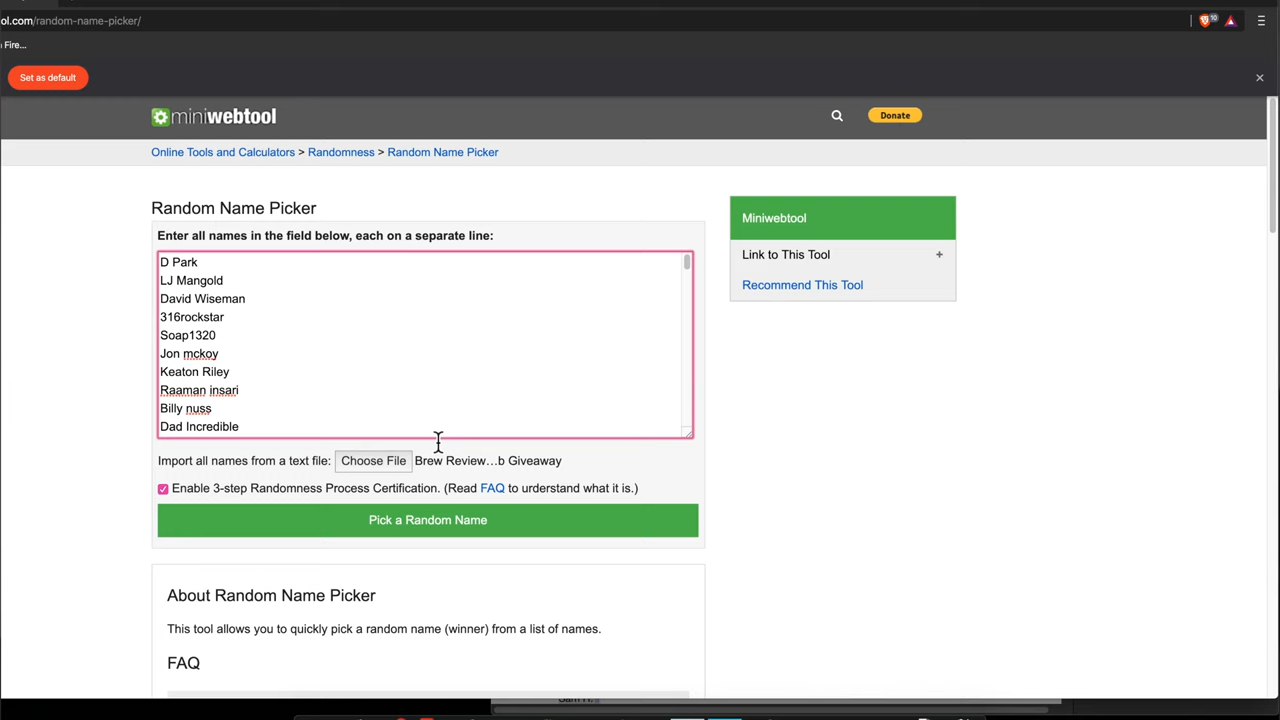 ol.com/random-name-picker/
10
Fire...
Set as default
miniwebtool
Donate
Online Tools and Calculators > Randomness > Random Name Picker
Random Name Picker
Enter all names in the field below, each on a separate line:
D Park
LJ Mangold
David Wiseman
316rockstar
Soap1320
Jon mckoy
Keaton Riley
Raaman insari
Billy nuss
Dad Incredible
Import all names from a text file: Choose File Brew Review...b Giveaway
Enable 3-step Randomness Process Certification. (Read FAQ to understand what it is.)
Pick a Random Name
Miniwebtool
Link to This Tool +
Recommend This Tool
About Random Name Picker
This tool allows you to quickly pick a random name (winner) from a list of names.
FAQ